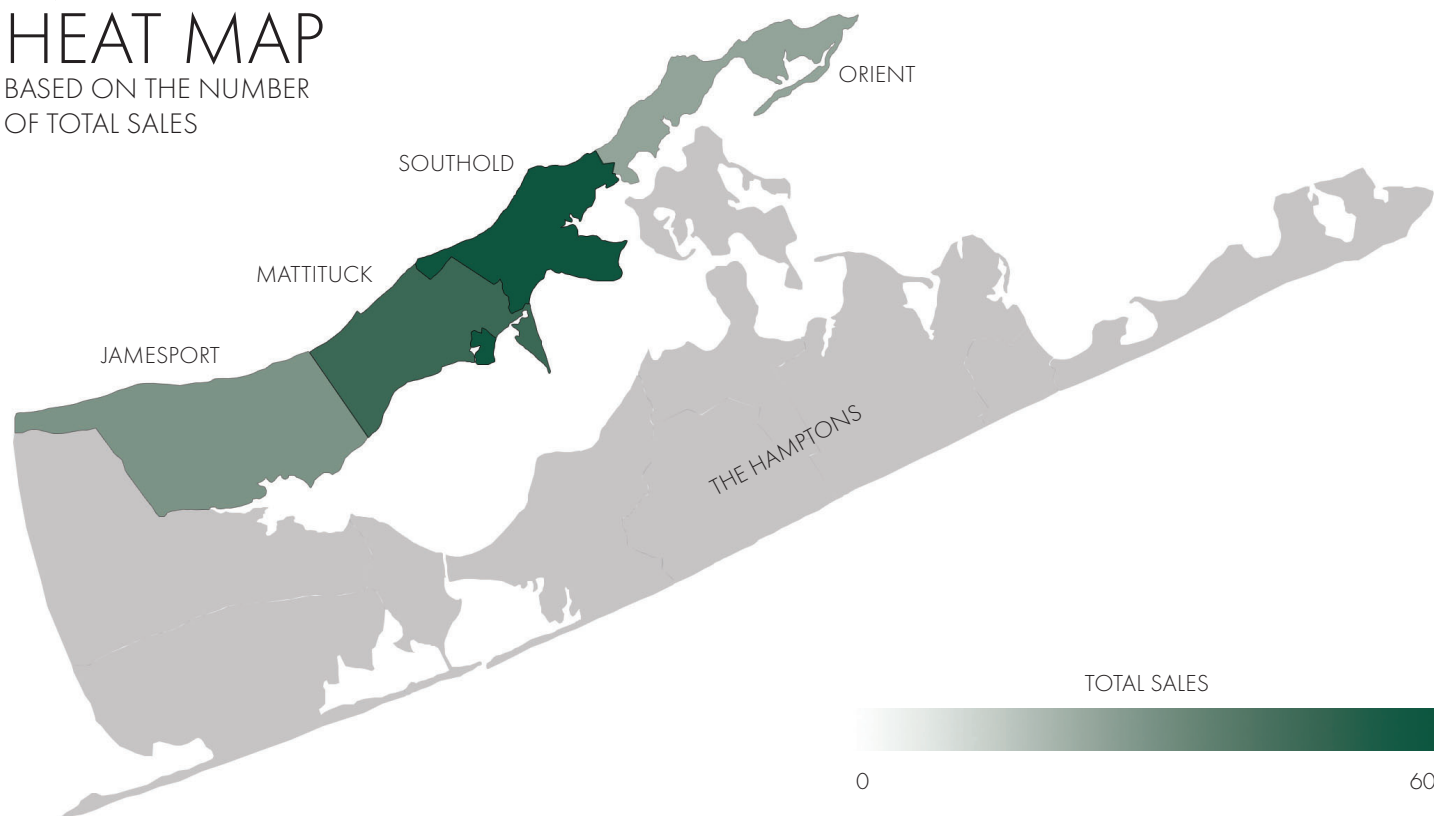 HEAT MAP
BASED ON THE NUMBER
OF TOTAL SALES
ORIENT
SOUTHOLD
MATTITUCK
JAMESPORT
THE HAMPTONS
TOTAL SALES
0
60